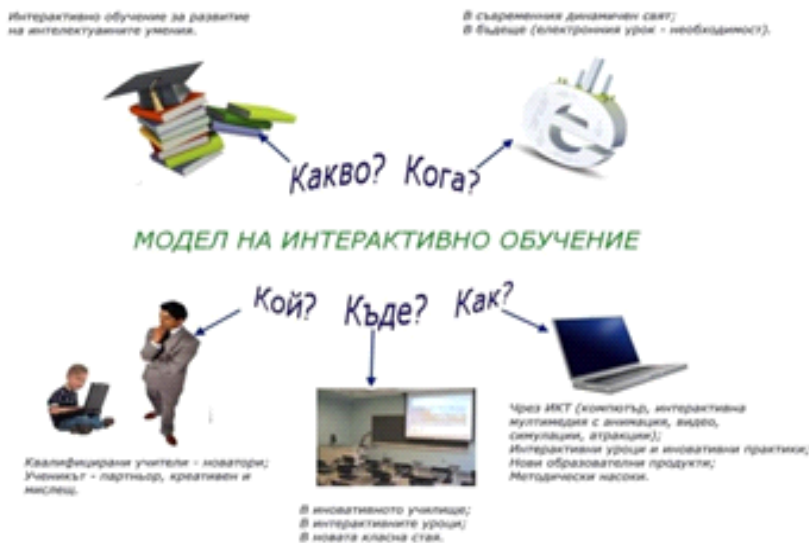 Интерактивно обучение за развитие
на интелектуалните умения.
В съвременния динамичен свят;
В бъдеще (електронния урок - необходимост).
Какво? Кога?
МОДЕЛ НА ИНТЕРАКТИВНО ОБУЧЕНИЕ
Кой? Къде? Как?
Квалифицирани учители - новатори;
Ученикът - партньор, креативен и
мислещ.
В иновативното училище;
В интерактивните уроци;
В новата класна стая.
Чрез ИКТ (компютър, интерактивна
мултимедия с анимация, видео,
симулации, атракции);
Интерактивни уроци и иновативни практики;
Нови образователни продукти;
Методически насоки.